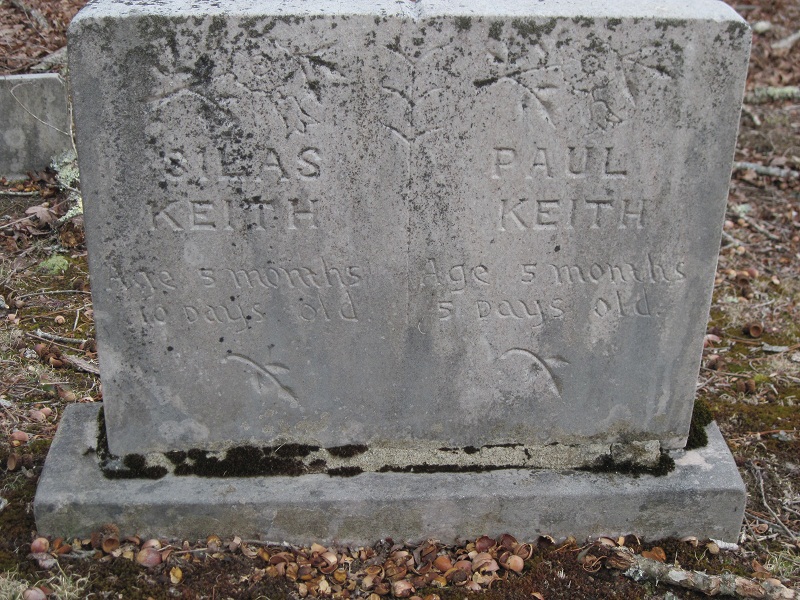 SILAS
KEITH
Age 5 months
10 Days old
PAUL
KEITH
Age 5 months
5 Days old.